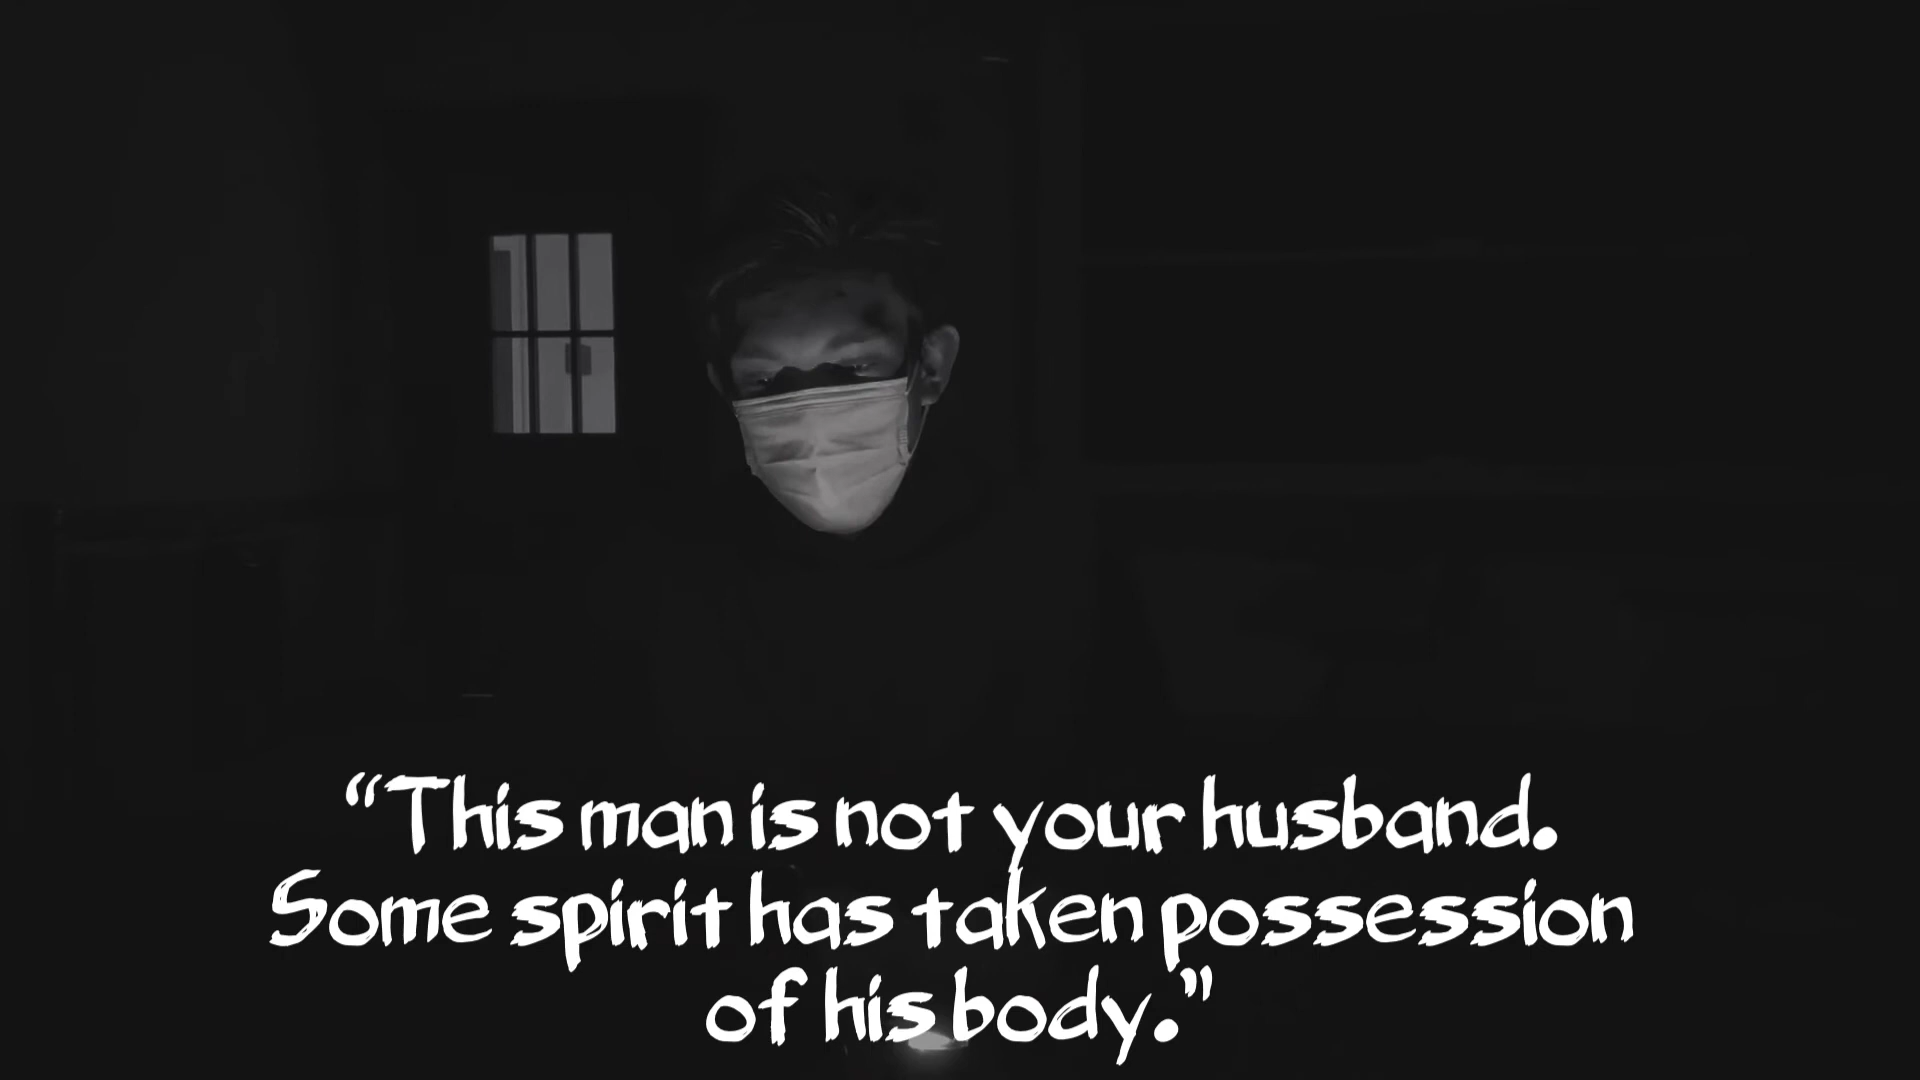 “This man is not your husband.
Some spirit has taken possession
of his body.”